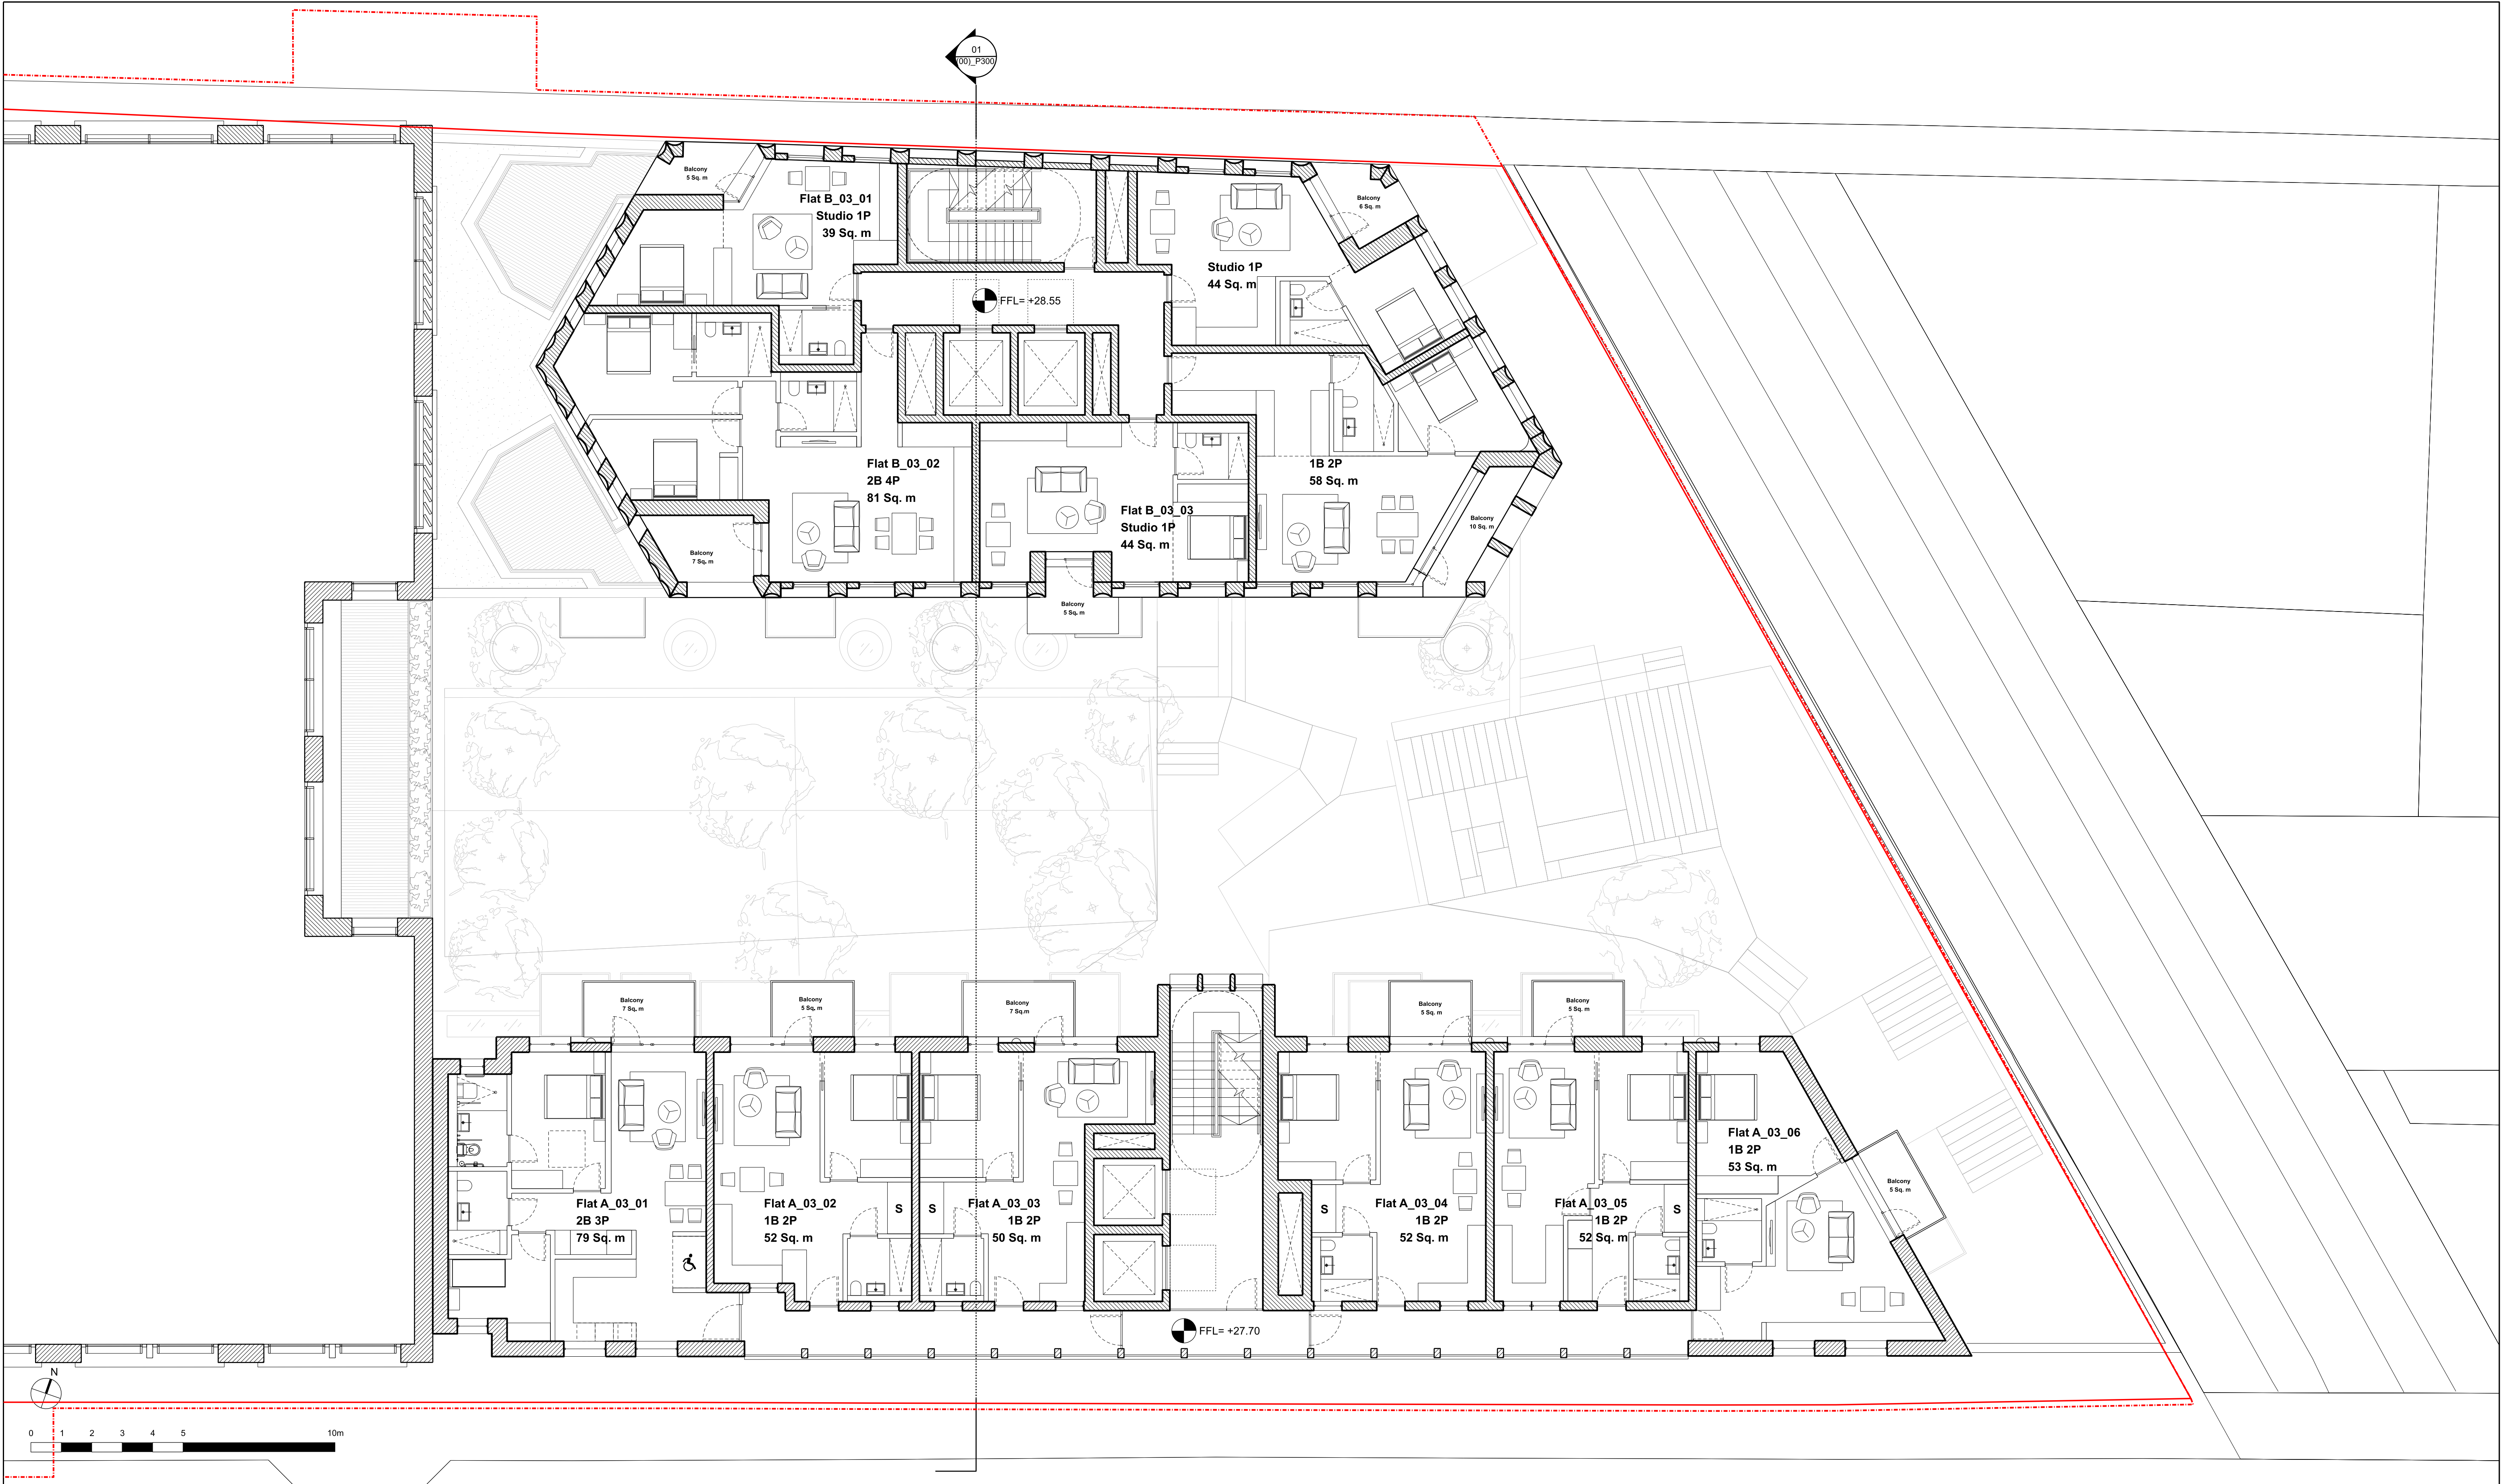 01
(00)_P300
Balcony
5 Sq. m
Flat B_03_01
Studio 1P
39 Sq. m
Balcony
6 Sq. m
Studio 1P
44 Sq. m
FFL= +28.55
Flat B_03_02
2B 4P
81 Sq. m
Flat B_03_03
Studio 1P
44 Sq. m
1B 2P
58 Sq. m
Balcony
10 Sq. m
Balcony
7 Sq. m
Balcony
5 Sq. m
Balcony
7 Sq. m
Balcony
5 Sq. m
Balcony
7 Sq.m
Balcony
5 Sq. m
Balcony
5 Sq. m
Flat A_03_01
2B 3P
79 Sq. m
Flat A_03_02
1B 2P
52 Sq. m
S
S
Flat A_03_03
1B 2P
50 Sq. m
S
Flat A_03_04
1B 2P
52 Sq. m
Flat A_03_05
1B 2P
52 Sq. m
S
Flat A_03_06
1B 2P
53 Sq. m
Balcony
5 Sq. m
FFL= +27.70
N
0 1 2 3 4 5 10m